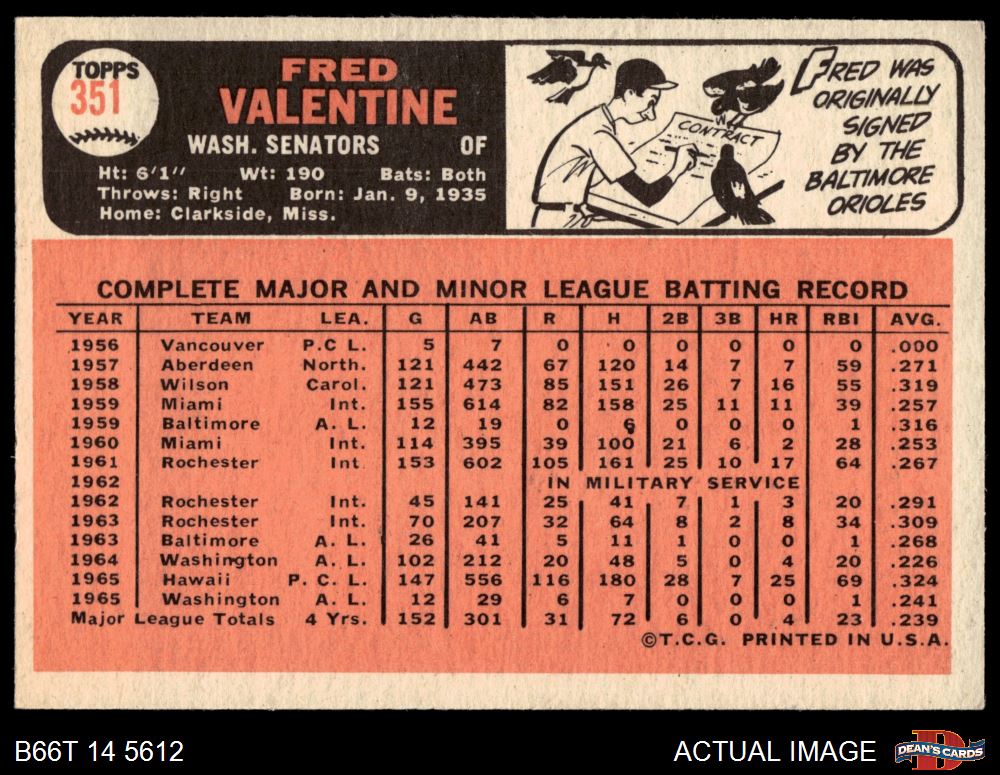 TOPPS
351
FRED
VALENTINE
WASH. SENATORS OF
Ht: 6'1" Wt: 190 Bats: Both
Throws: Right Born: Jan. 9, 1935
Home: Clarkside, Miss.
CONTRACT
FRED WAS
ORIGINALLY
SIGNED
BY THE
BALTIMORE
ORIOLES
COMPLETE MAJOR AND MINOR LEAGUE BATTING RECORD
YEAR TEAM LEA. G AB R H 2B 3B HR RBI AVG.
1956 Vancouver P.C L. 5 7 0 0 0 0 0 0 .000
1957 Aberdeen North. 121 442 67 120 14 7 7 59 .271
1958 Wilson Carol. 121 473 85 151 26 7 16 55 .319
1959 Miami Int. 155 614 82 158 25 11 11 39 .257
1959 Baltimore A. L. 12 19 0 6 0 0 0 1 .316
1960 Miami Int. 114 395 39 100 21 6 2 28 .253
1961 Rochester Int. 153 602 105 161 25 10 17 64 .267
1962 IN MILITARY SERVICE
1962 Rochester Int. 45 141 25 41 7 1 3 20 .291
1963 Rochester Int. 70 207 32 64 8 2 8 34 .309
1963 Baltimore A. L. 26 41 5 11 1 0 0 1 .268
1964 Washington A. L. 102 212 20 48 5 0 4 20 .226
1965 Hawaii P. C. L. 147 556 116 180 28 7 25 69 .324
1965 Washington A. L. 12 29 6 7 0 0 0 1 .241
Major League Totals 4 Yrs. 152 301 31 72 6 0 4 23 .239
©T.C.G. PRINTED IN U.S.A.
B66T 14 5612
ACTUAL IMAGE
DEAN'S CARDS